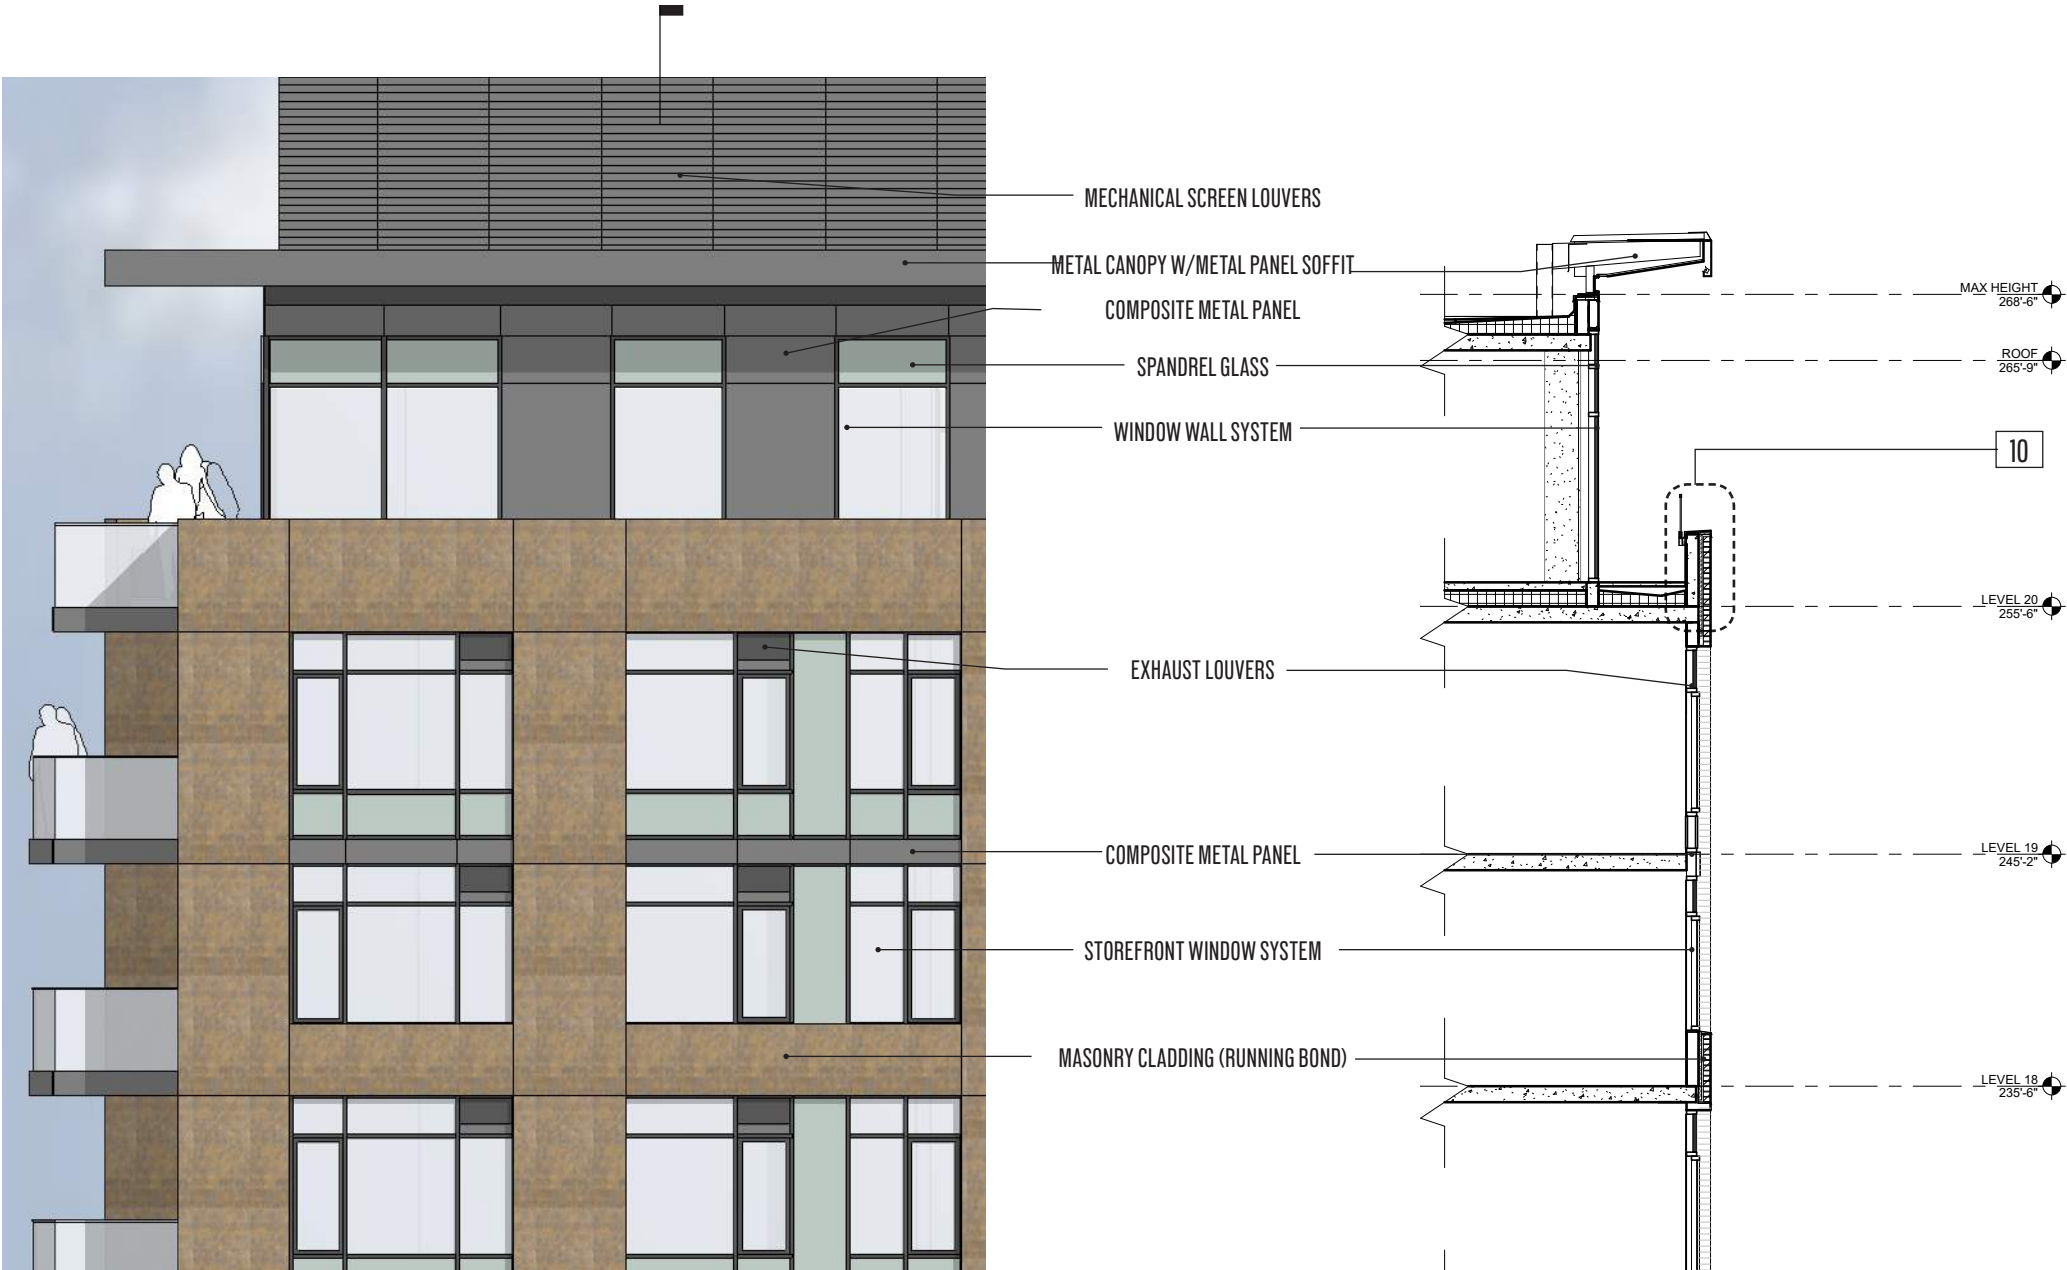 MECHANICAL SCREEN LOUVERS
METAL CANOPY W/METAL PANEL SOFFIT
MAX HEIGHT
268'-6"
COMPOSITE METAL PANEL
ROOF
265'-9"
SPANDREL GLASS
WINDOW WALL SYSTEM
10
LEVEL 20
255'-6"
EXHAUST LOUVERS
COMPOSITE METAL PANEL
LEVEL 19
245'-2"
STOREFRONT WINDOW SYSTEM
MASONRY CLADDING (RUNNING BOND)
LEVEL 18
235'-6"